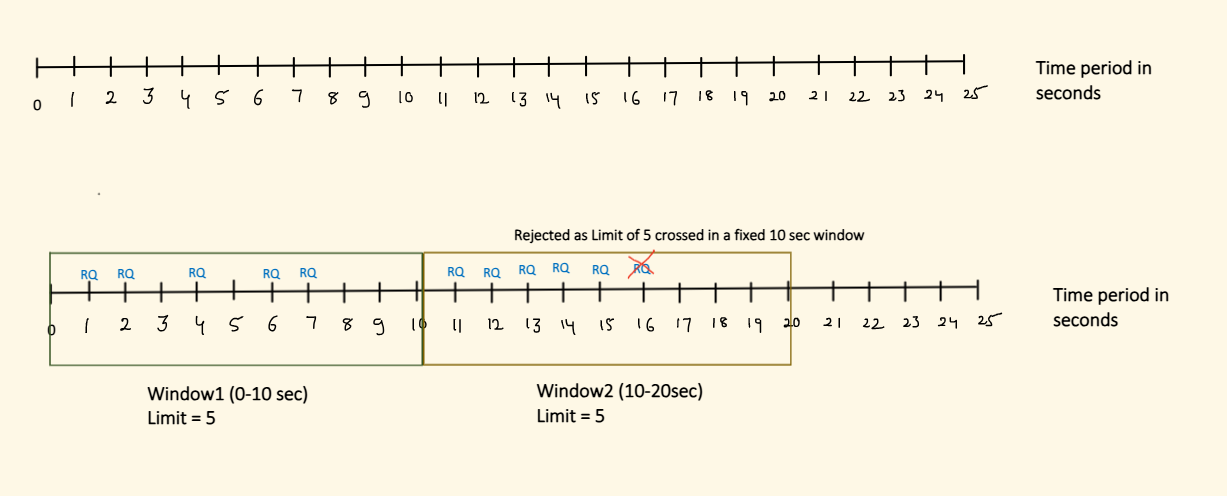 0 1 2 3 4 5 6 7 8 9 10 11 12 13 14 15 16 17 18 19 20 21 22 23 24 25
Time period in
seconds
Rejected as Limit of 5 crossed in a fixed 10 sec window
RQ RQ RQ RQ RQ RQ RQ RQ RQ RQ RQ
0 1 2 3 4 5 6 7 8 9 10 11 12 13 14 15 16 17 18 19 20 21 22 23 24 25
Time period in
seconds
Window1 (0-10 sec)
Limit = 5
Window2 (10-20sec)
Limit = 5